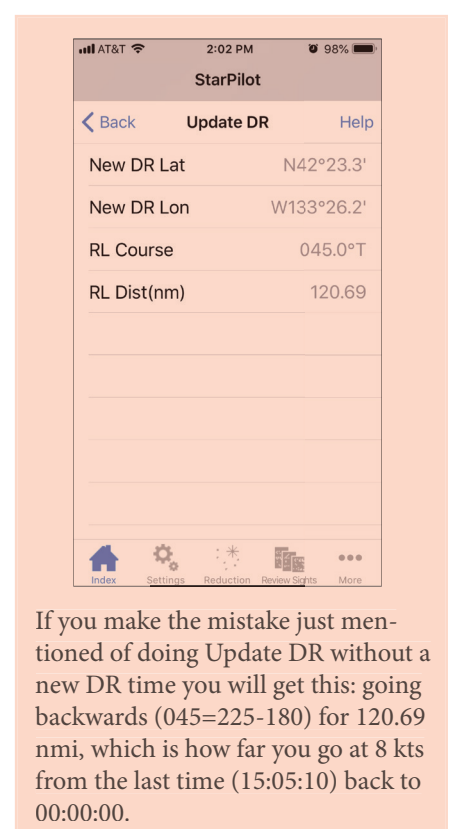 AT&T 2:02 PM 98%
StarPilot
Back Update DR Help
New DR Lat N42°23.3'
New DR Lon W133°26.2'
RL Course 045.0°T
RL Dist(nm) 120.69
Index Settings Reduction Review Sights More
If you make the mistake just men-
tioned of doing Update DR without a
new DR time you will get this: going
backwards (045=225-180) for 120.69
nmi, which is how far you go at 8 kts
from the last time (15:05:10) back to
00:00:00.